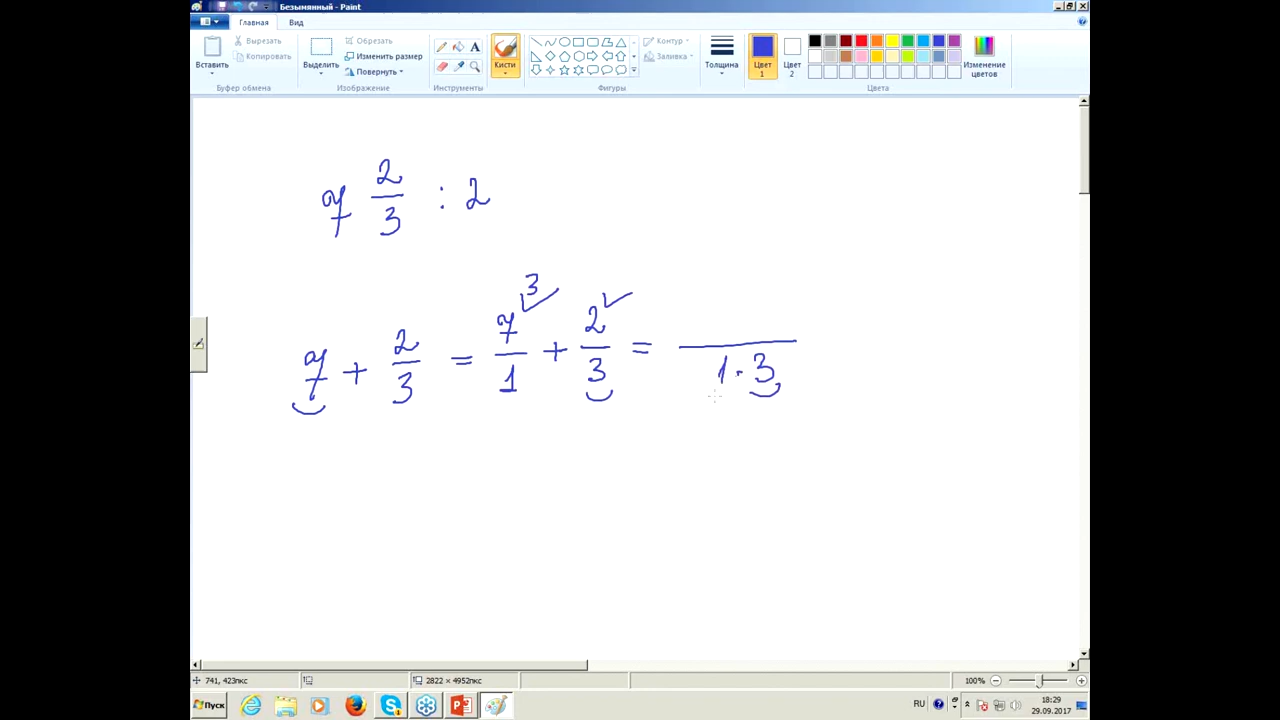 Безымянный - Paint
Главная Вид
Вставить
Вырезать
Копировать
Буфер обмена
Выделить
Обрезать
Изменить размер
Повернуть
Изображение
A
Инструменты
Кисти
Контур
Заливка
Фигуры
Толщина
Цвет 1
Цвет 2
Изменение цветов
Цвета
7 2/3 : 2
3
7 + 2/3 = 7/1 + 2/3 =
1 · 3
741, 423пкс
2822 × 4952пкс
100%
Пуск
RU
18:29
29.09.2017